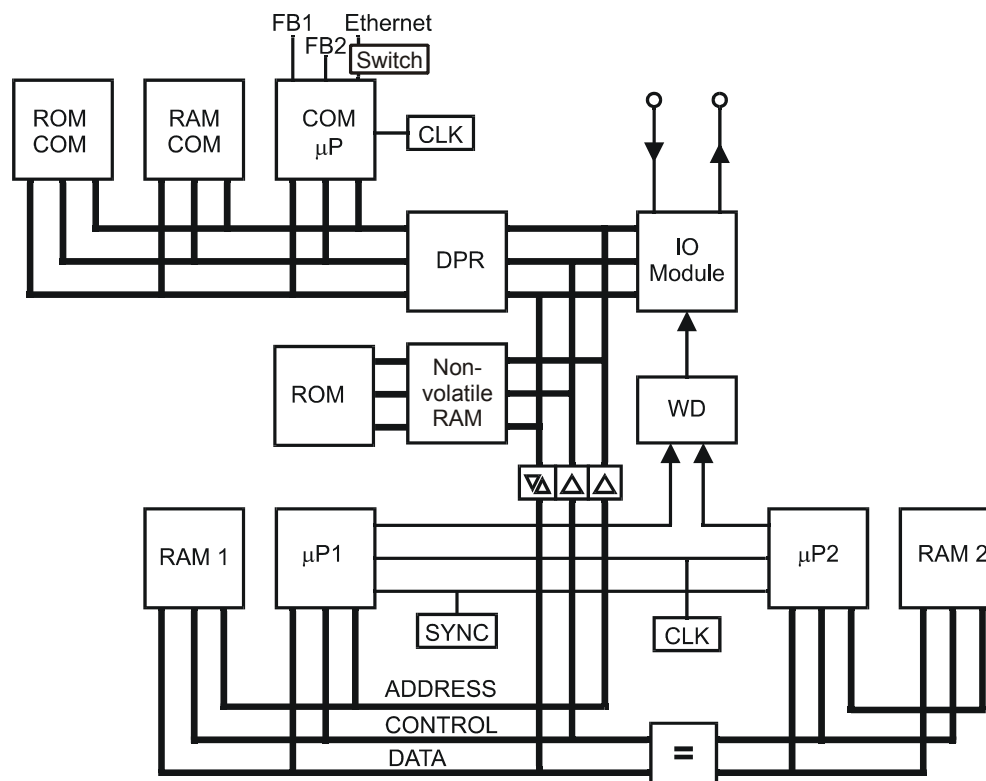 FB1
Ethernet
FB2
Switch
ROM
COM
RAM
COM
COM
μP
CLK
DPR
IO
Module
ROM
Non-
volatile
RAM
WD
RAM 1
μP1
μP2
RAM 2
SYNC
CLK
ADDRESS
CONTROL
DATA
=